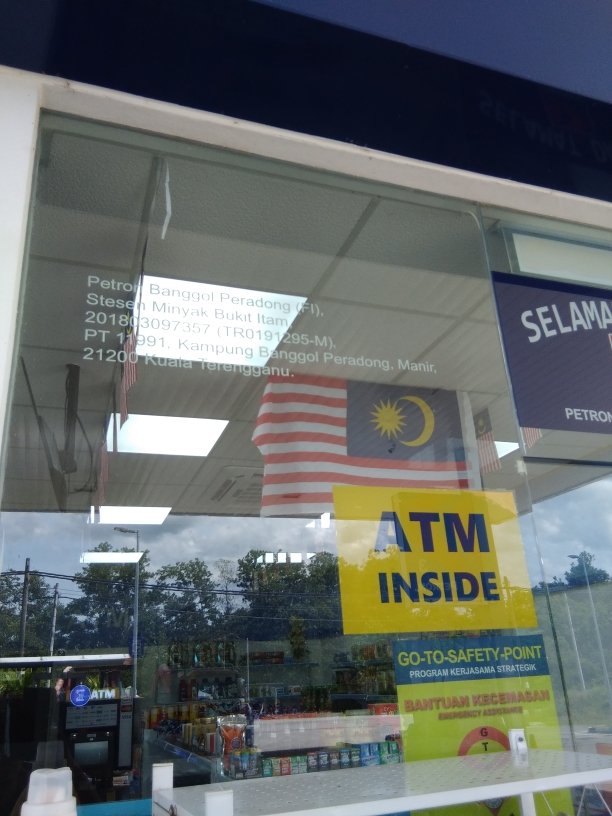 Petron Banggol Peradong (FI),
Stesen Minyak Bukit Itam
201803097357 (TR0191295-M),
PT 991, Kampung Banggol Peradong, Manir,
21200 Kuala Terengganu.
SELAMA
PETRON
ATM
INSIDE
GO-TO-SAFETY-POINT
PROGRAM KERJASAMA STRATEGIK
BANTUAN KECEMASAN
EMERGENCY ASSISTANCE
G
T
ATM